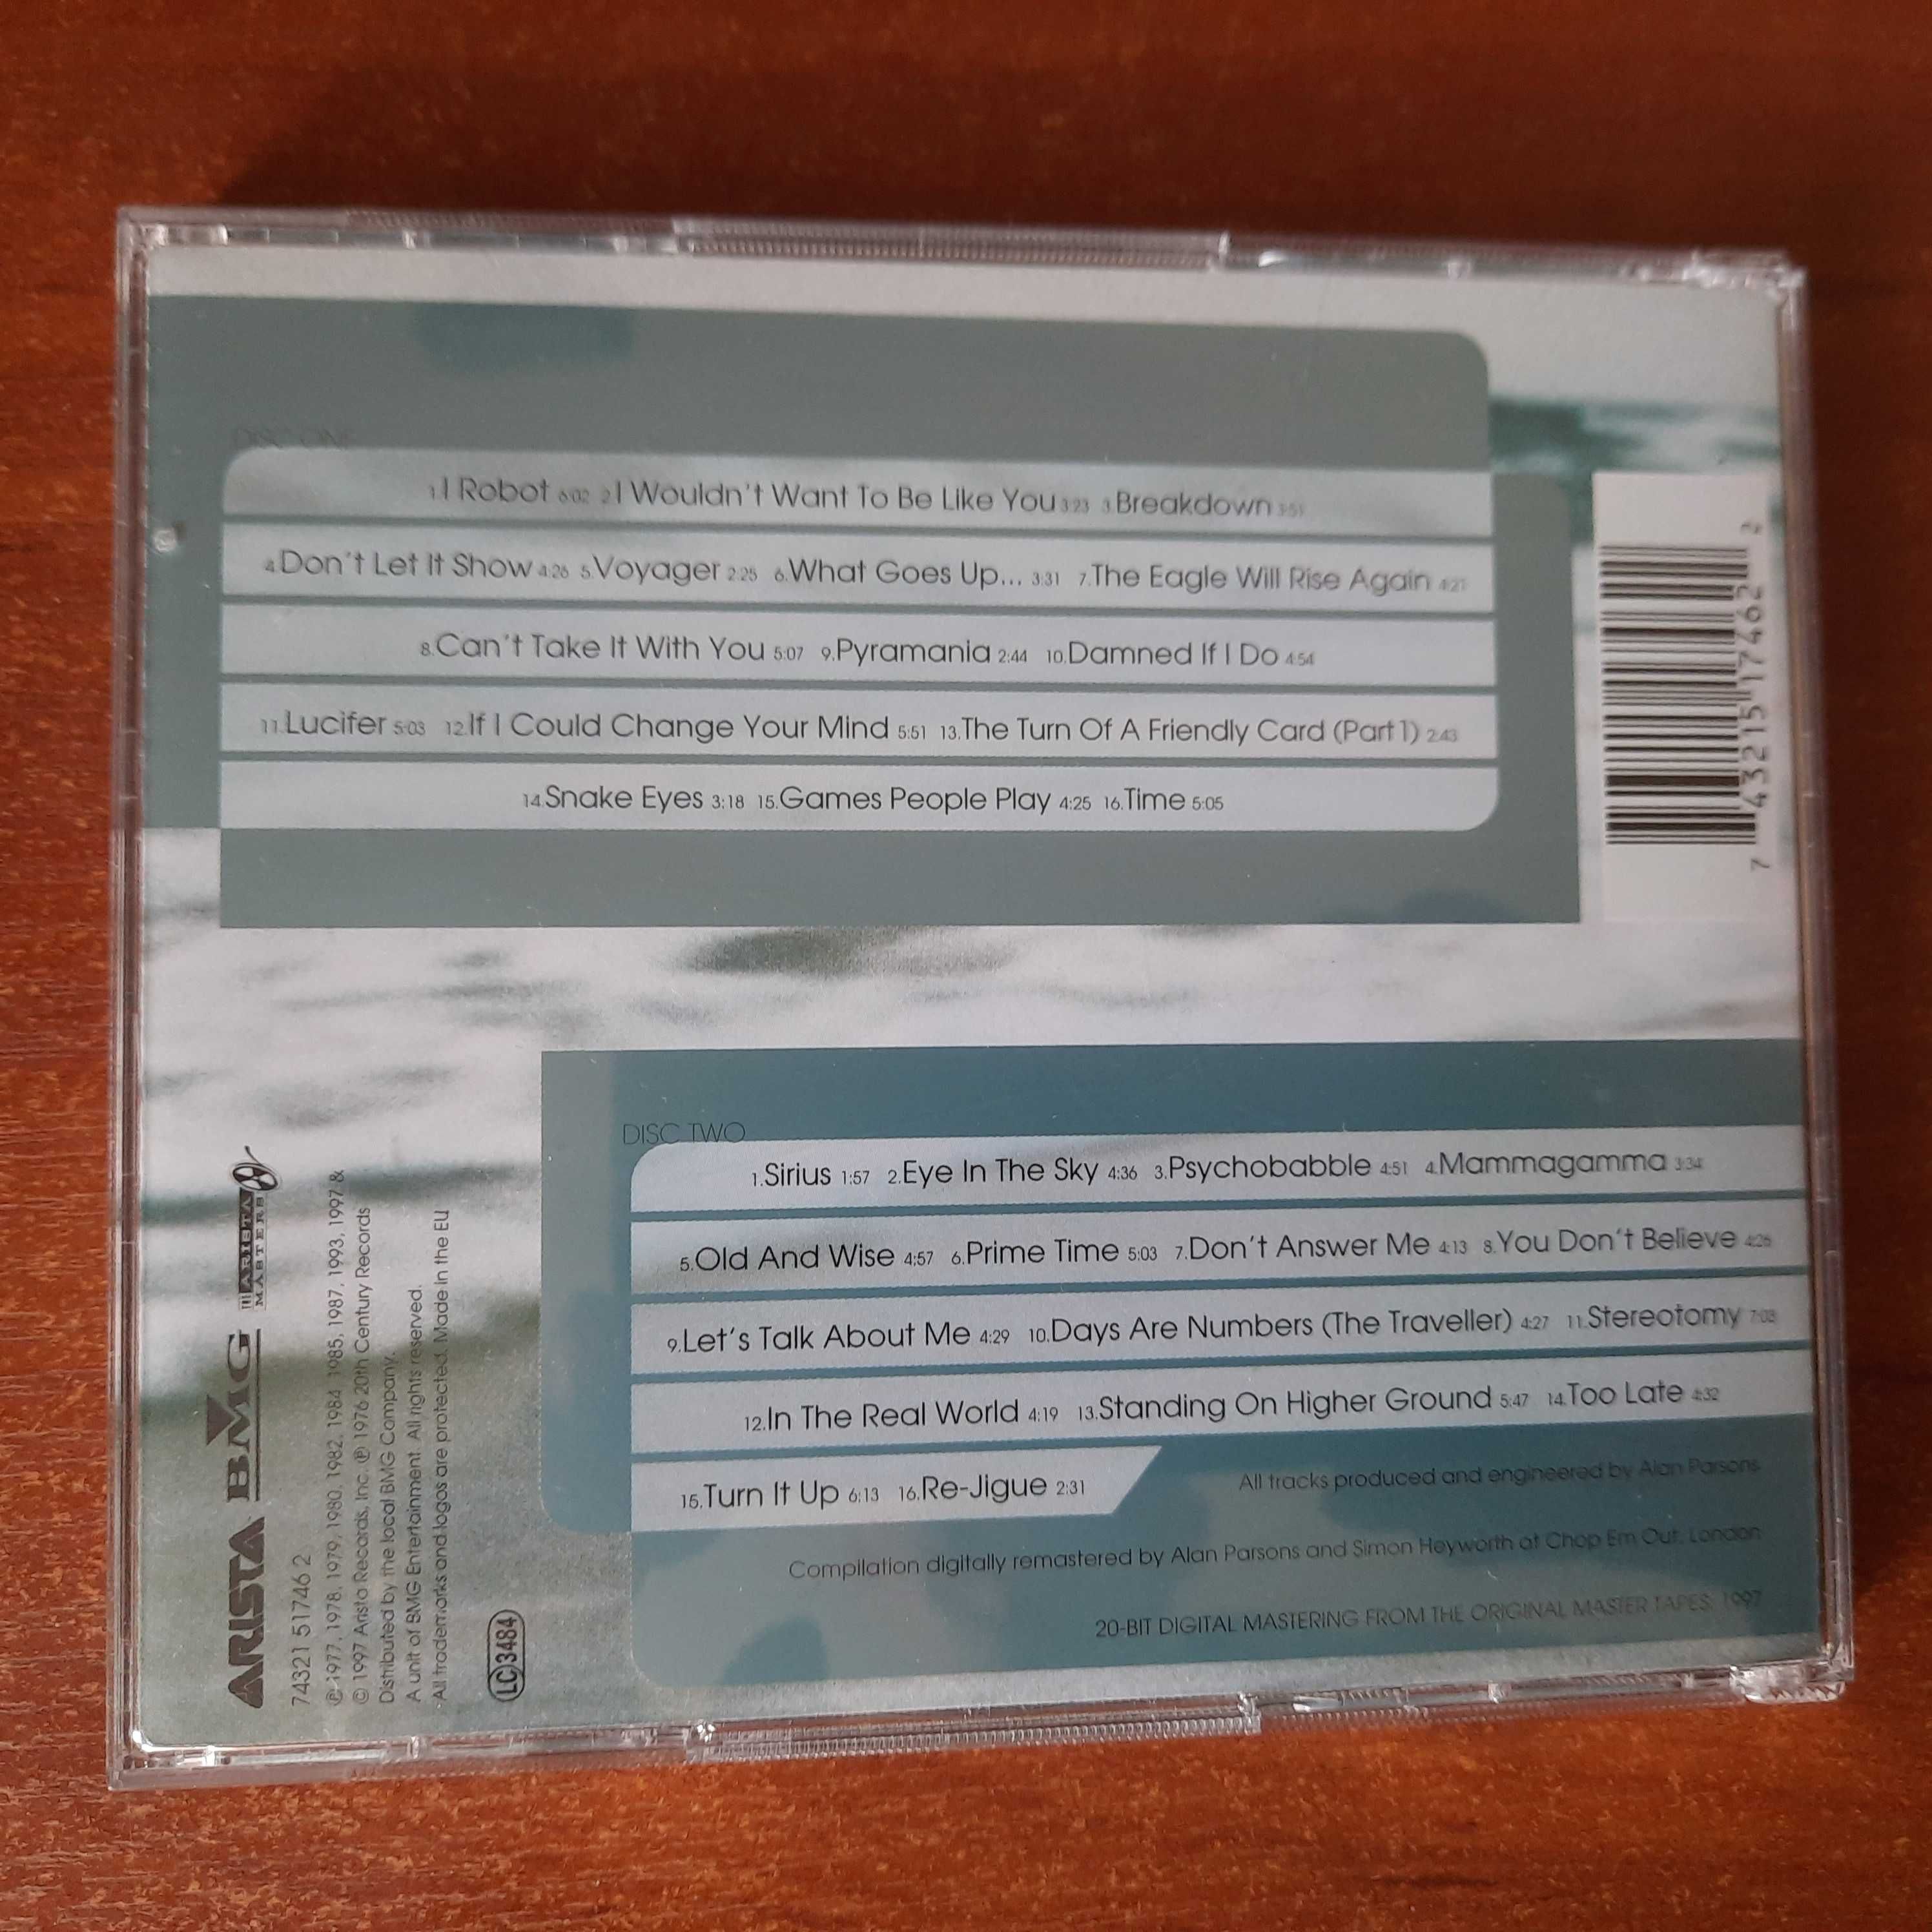 DISC ONE
1.I Robot 6:02 2.I Wouldn't Want To Be Like You 3:23 3.Breakdown 3:51
4.Don't Let It Show 4:26 5.Voyager 2:25 6.What Goes Up... 3:31 7.The Eagle Will Rise Again 4:21
8.Can't Take It With You 5:07 9.Pyramania 2:44 10.Damned If I Do 4:54
11.Lucifer 5:03 12.If I Could Change Your Mind 5:51 13.The Turn Of A Friendly Card (Part 1) 2:43
14.Snake Eyes 3:18 15.Games People Play 4:25 16.Time 5:05
7 43215 17462 2
DISC TWO
1.Sirius 1:57 2.Eye In The Sky 4:36 3.Psychobabble 4:51 4.Mammagamma 3:34
5.Old And Wise 4:57 6.Prime Time 5:03 7.Don't Answer Me 4:13 8.You Don't Believe 4:26
9.Let's Talk About Me 4:29 10.Days Are Numbers (The Traveller) 4:27 11.Stereotomy 7:03
12.In The Real World 4:19 13.Standing On Higher Ground 5:47 14.Too Late 4:32
15.Turn It Up 6:13 16.Re-Jigue 2:31
All tracks produced and engineered by Alan Parsons
Compilation digitally remastered by Alan Parsons and Simon Heyworth at Chop Em Out, London
20-BIT DIGITAL MASTERING FROM THE ORIGINAL MASTER TAPES: 1997
ARISTA BMG ARISTA MASTERS
74321 51746 2
℗ 1977, 1978, 1979, 1980, 1982, 1984 1985, 1987, 1993, 1997 &
© 1997 Arista Records, Inc. ℗ 1976 20th Century Records
Distributed by the local BMG Company.
A unit of BMG Entertainment. All rights reserved.
All trademarks and logos are protected. Made in the EU
LC 3484